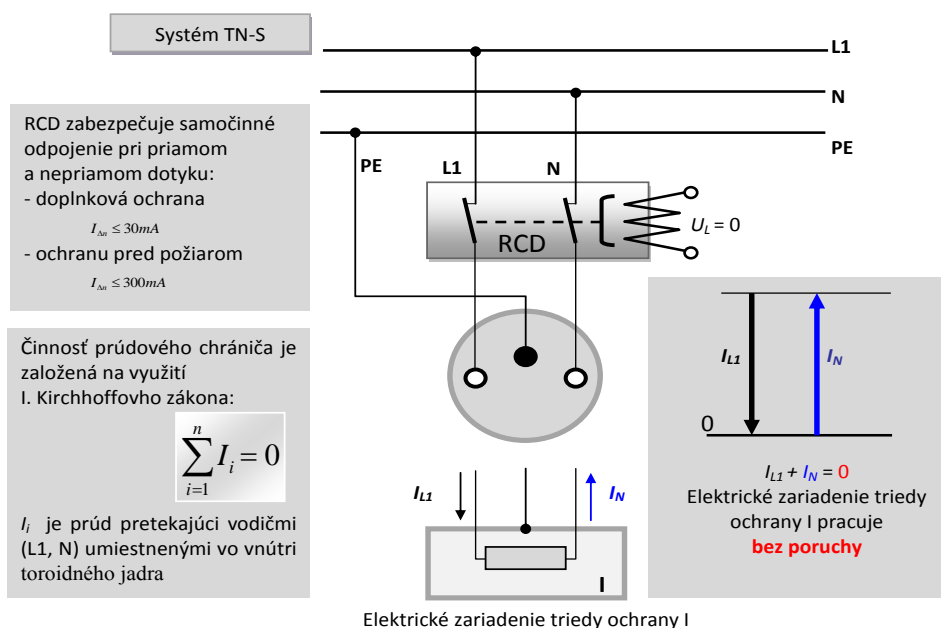 Systém TN-S
L1
N
PE
RCD zabezpečuje samočinné
odpojenie pri priamom
a nepriamom dotyku:
- doplnková ochrana
I∆n ≤ 30mA
- ochranu pred požiarom
I∆n ≤ 300mA
PE
L1
N
RCD
UL = 0
Činnosť prúdového chrániča je
založená na využití
I. Kirchhoffovho zákona:
n
∑ Ii = 0
i=1
Ii je prúd pretekajúci vodičmi
(L1, N) umiestnenými vo vnútri
toroidného jadra
IL1
IN
I
Elektrické zariadenie triedy ochrany I
IL1
IN
0
IL1 + IN = 0
Elektrické zariadenie triedy
ochrany I pracuje
bez poruchy